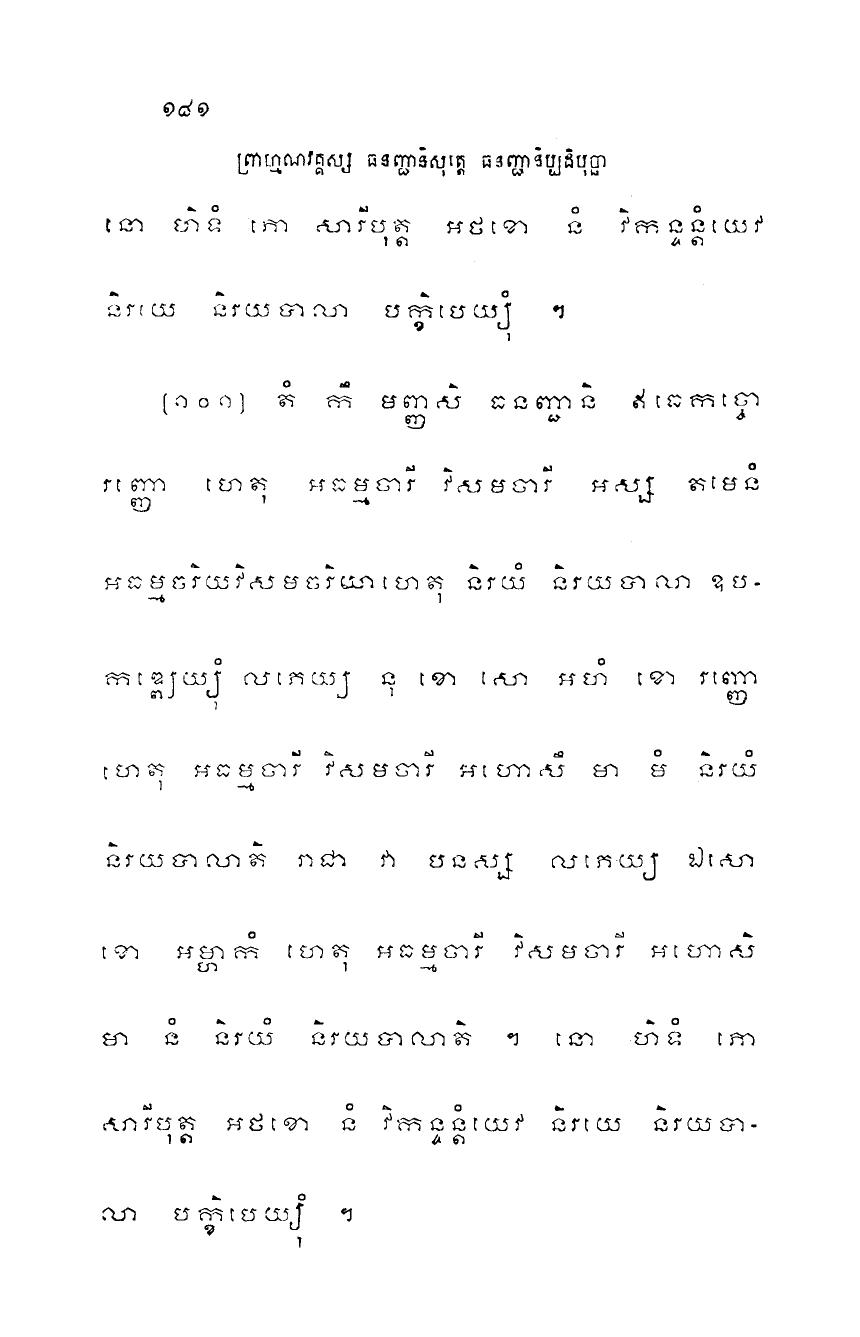 ១៨១
ព្រាហ្មណវគ្គស្ស ធនញ្ជានិសុត្តេ ធនញ្ជានិប្បដិបុច្ឆា
នោ ហិទំ ភោ សារីបុត្ត អថខោ នំ វិកន្ទន្តំយេវ
និរយេ និរយបាលា បក្ខិបេយ្យុំ ។
[១០១] តំ កឹ មញ្ញសិ ធនញ្ជានិ ឥធេកច្ចោ
រញ្ញោ ហេតុ អធម្មចារី វិសមចារី អស្ស តមេនំ
អធម្មចរិយវិសមចរិយាហេតុ និរយំ និរយបាលា ឧប-
កឌ្ឍេយ្យុំ លភេយ្យ នុ ខោ សោ អហំ ខោ រញ្ញោ
ហេតុ អធម្មចារី វិសមចារី អហោសឹ មា មំ និរយំ
និរយបាលាតិ រាជា វា បនស្ស លភេយ្យ ឯសោ
ខោ អម្ហាកំ ហេតុ អធម្មចារី វិសមចារី អហោសិ
មា នំ និរយំ និរយបាលាតិ ។ នោ ហិទំ ភោ
សារីបុត្ត អថខោ នំ វិកន្ទន្តំយេវ និរយេ និរយបា-
លា បក្ខិបេយ្យុំ ។